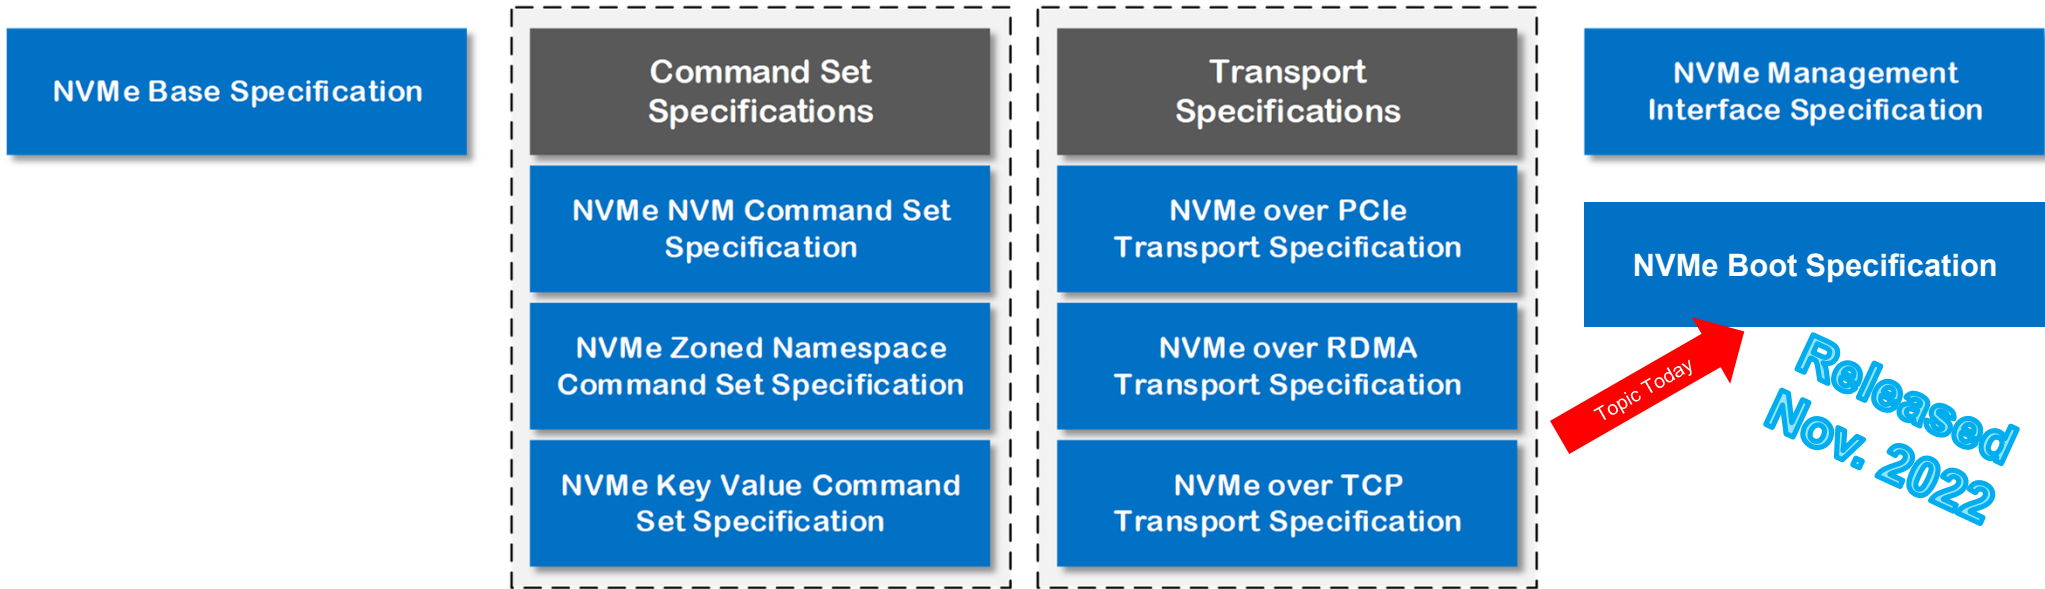 NVMe Base Specification
Command Set
Specifications
NVMe NVM Command Set
Specification
NVMe Zoned Namespace
Command Set Specification
NVMe Key Value Command
Set Specification
Transport
Specifications
NVMe over PCIe
Transport Specification
NVMe over RDMA
Transport Specification
NVMe over TCP
Transport Specification
NVMe Management
Interface Specification
NVMe Boot Specification
Topic Today
Released
Nov. 2022